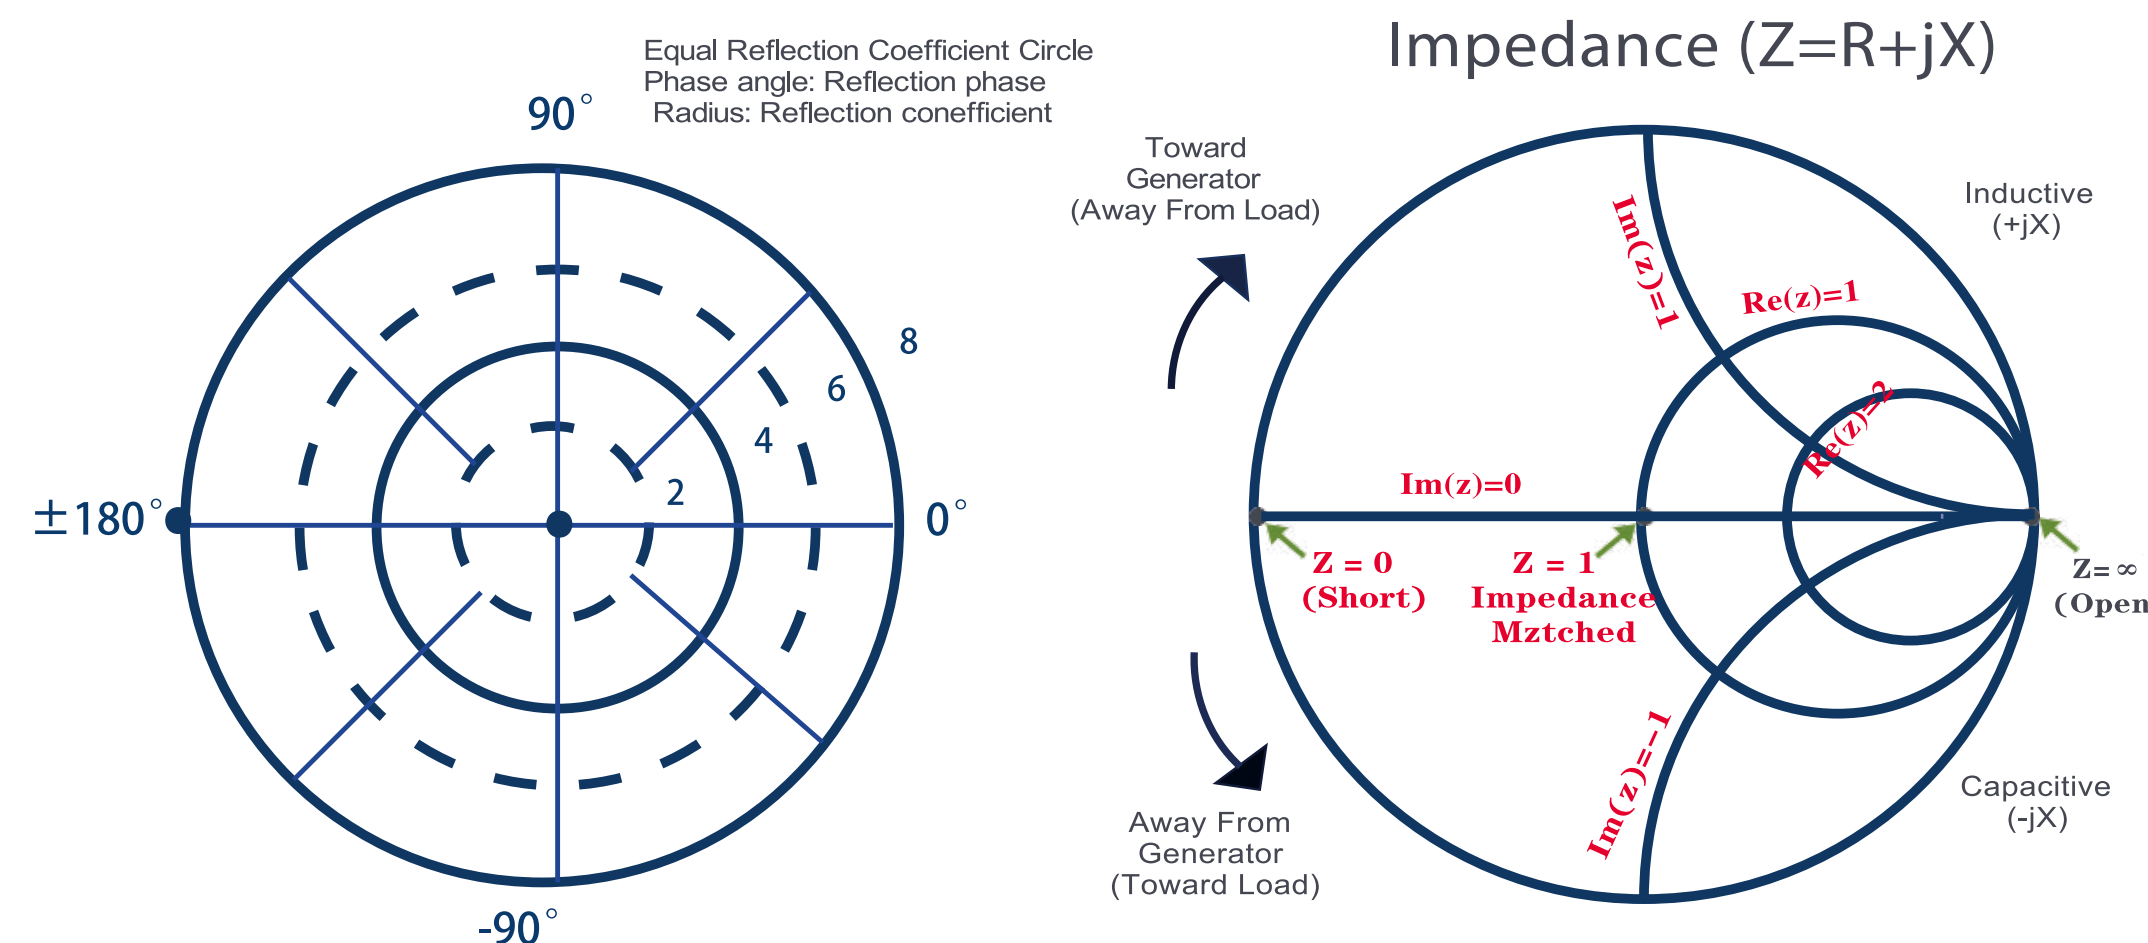 Equal Reflection Coefficient Circle
Phase angle: Reflection phase
Radius: Reflection conefficient
90°
±180°
0°
-90°
8
6
4
2
Impedance (Z=R+jX)
Toward
Generator
(Away From Load)
Inductive
(+jX)
Im(z)=1
Re(z)=1
Re(z)=2
Im(z)=0
Z = 0
(Short)
Z = 1
Impedance
Mztched
Z=∞
(Open
Im(z)=-1
Away From
Generator
(Toward Load)
Capacitive
(-jX)